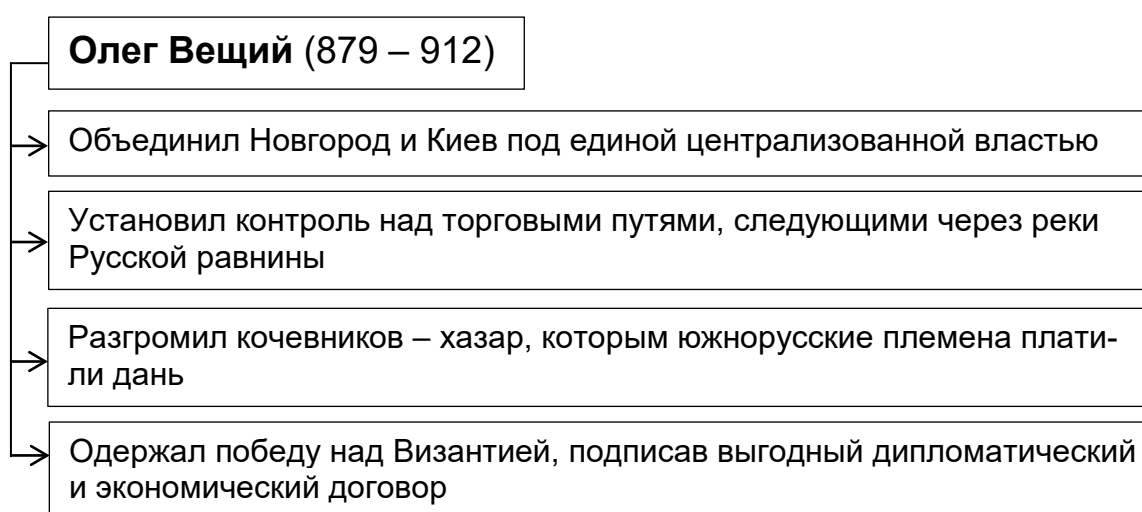 Олег Вещий (879 – 912)
Объединил Новгород и Киев под единой централизованной властью
Установил контроль над торговыми путями, следующими через реки
Русской равнины
Разгромил кочевников – хазар, которым южнорусские племена плати-
ли дань
Одержал победу над Византией, подписав выгодный дипломатический
и экономический договор